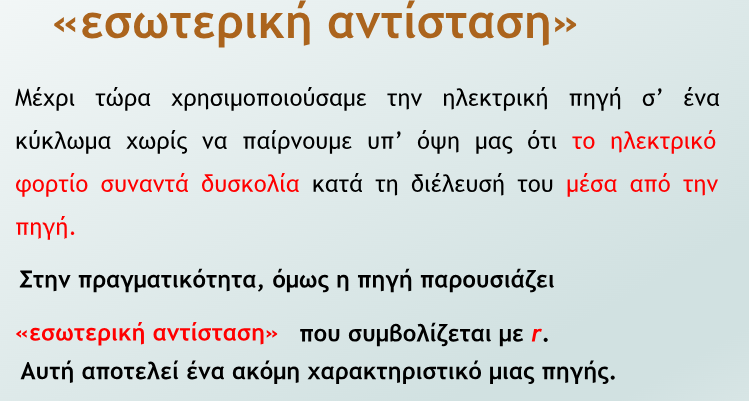 «εσωτερική αντίσταση»
Μέχρι τώρα χρησιμοποιούσαμε την ηλεκτρική πηγή σ’ ένα
κύκλωμα χωρίς να παίρνουμε υπ’ όψη μας ότι το ηλεκτρικό
φορτίο συναντά δυσκολία κατά τη διέλευσή του μέσα από την
πηγή.
Στην πραγματικότητα, όμως η πηγή παρουσιάζει
«εσωτερική αντίσταση» που συμβολίζεται με r.
Αυτή αποτελεί ένα ακόμη χαρακτηριστικό μιας πηγής.